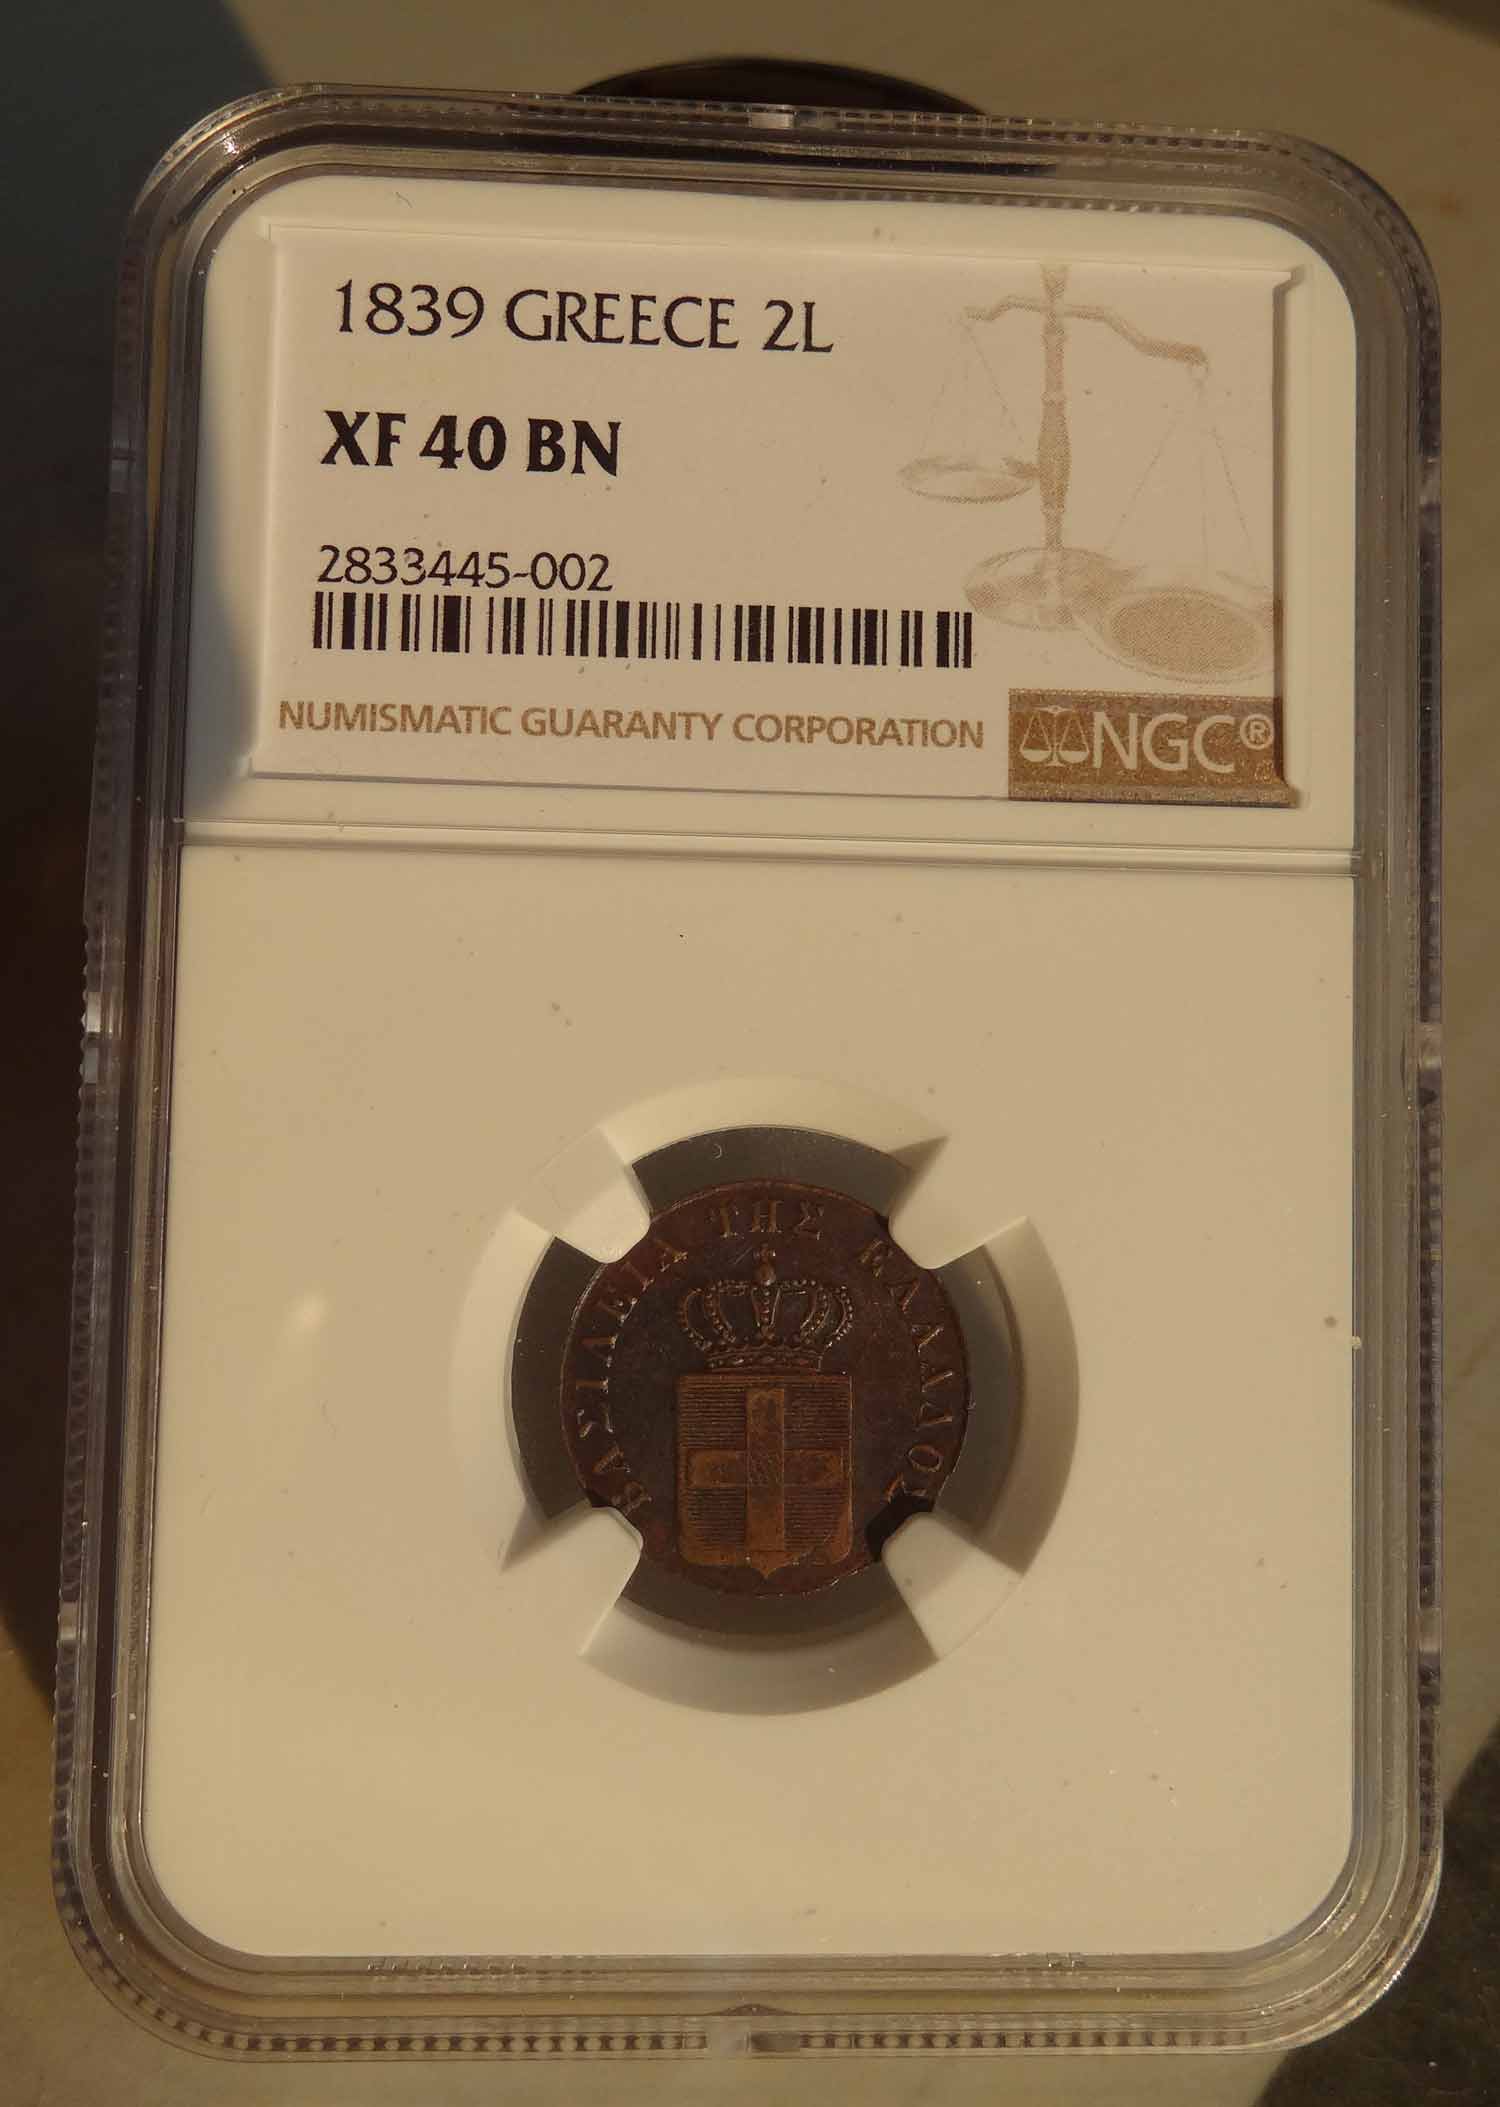 1839 GREECE 2L
XF 40 BN
2833445-002
NUMISMATIC GUARANTY CORPORATION NGC®
ΒΑΣΙΛΕΙΑ ΤΗΣ ΕΛΛΑΔΟΣ